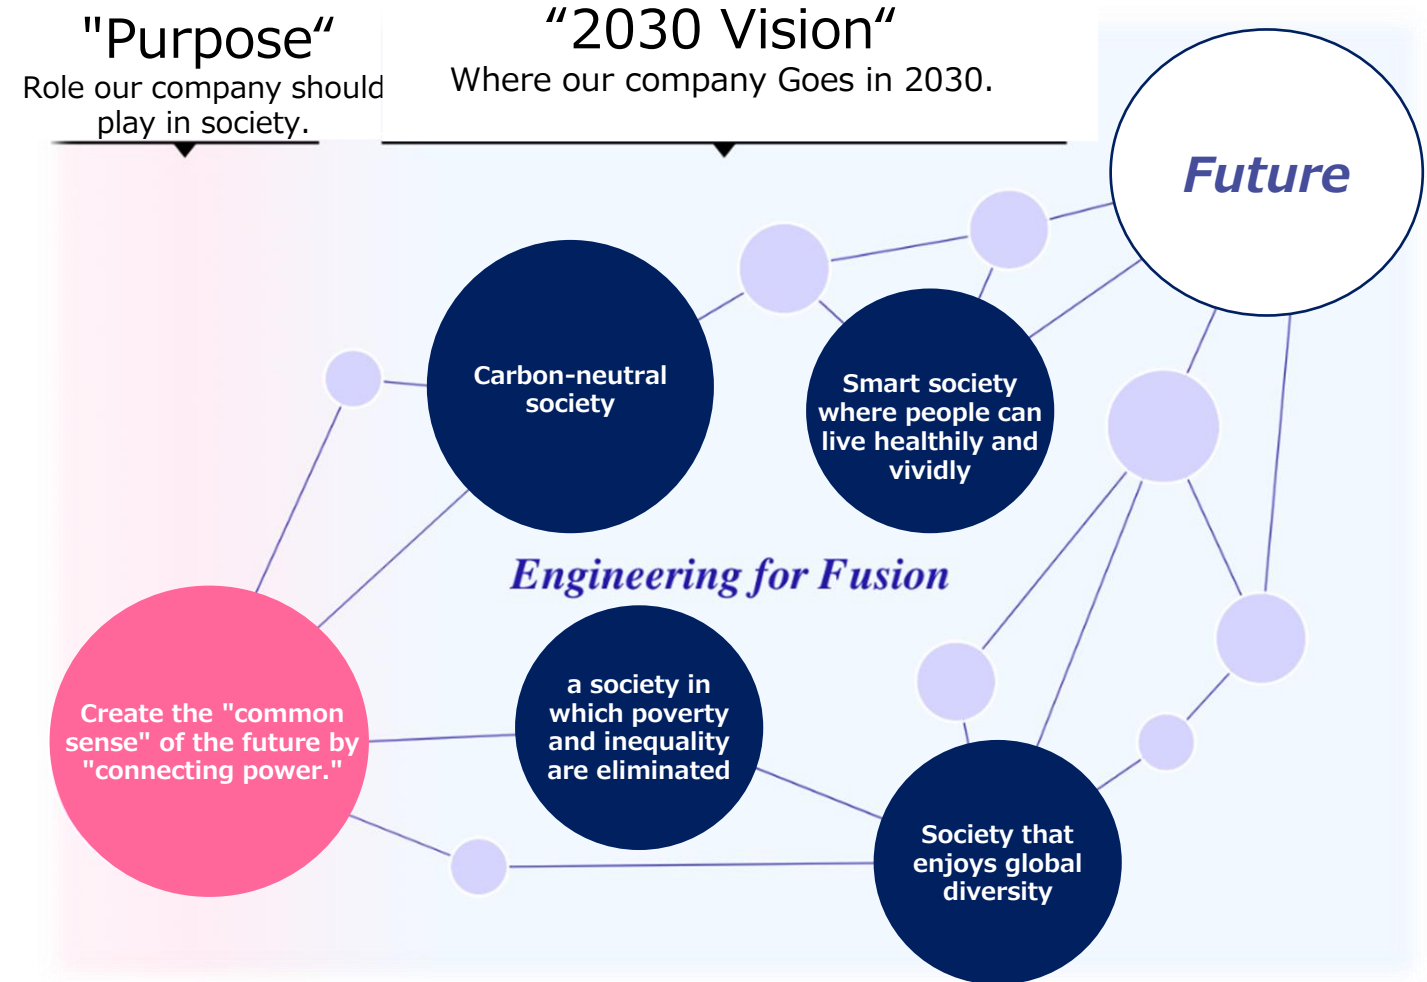 "Purpose“
Role our company should
play in society.
“2030 Vision“
Where our company Goes in 2030.
Future
Carbon-neutral
society
Smart society
where people can
live healthily and
vividly
Engineering for Fusion
Create the "common
sense" of the future by
"connecting power."
a society in
which poverty
and inequality
are eliminated
Society that
enjoys global
diversity